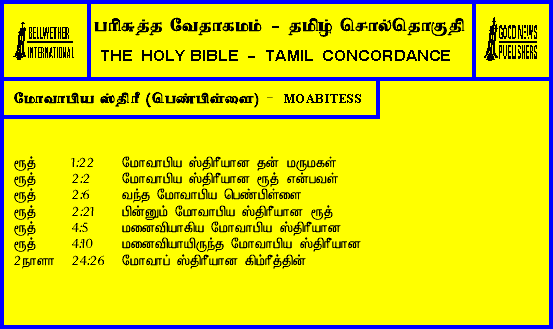 BELLWETHER
INTERNATIONAL
பரிசுத்த வேதாகமம் - தமிழ் சொல்தொகுதி
THE HOLY BIBLE - TAMIL CONCORDANCE
GOOD NEWS
PUBLISHERS
மோவாபிய ஸ்திரீ (பெண்பிள்ளை) - MOABITESS
ரூத் 1:22 மோவாபிய ஸ்திரீயான தன் மருமகள்
ரூத் 2:2 மோவாபிய ஸ்திரீயான ரூத் என்பவள்
ரூத் 2:6 வந்த மோவாபிய பெண்பிள்ளை
ரூத் 2:21 பின்னும் மோவாபிய ஸ்திரீயான ரூத்
ரூத் 4:5 மனைவியாகிய மோவாபிய ஸ்திரீயான
ரூத் 4:10 மனைவியாயிருந்த மோவாபிய ஸ்திரீயான
2நாளா 24:26 மோவாப் ஸ்திரீயான சிம்ரீத்தின்